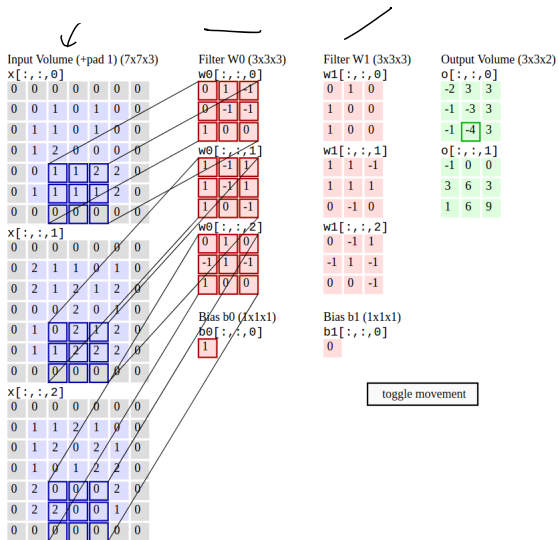 Input Volume (+pad 1) (7x7x3)
x[:,:,0]
0 0 0 0 0 0 0
0 0 1 0 1 0 0
0 1 1 0 1 0 0
0 1 2 0 0 0 0
0 0 1 1 2 2 0
0 1 1 1 1 2 0
0 0 0 0 0 0 0
x[:,:,1]
0 0 0 0 0 0 0
0 2 1 1 0 1 0
0 2 1 2 1 2 0
0 0 0 2 0 1 0
0 1 0 2 1 2 0
0 1 1 2 2 2 0
0 0 0 0 0 0 0
x[:,:,2]
0 0 0 0 0 0 0
0 1 1 2 1 0 0
0 1 2 0 2 1 0
0 1 0 1 2 2 0
0 2 0 0 0 2 0
0 2 2 0 0 1 0
0 0 0 0 0 0 0
Filter W0 (3x3x3)
w0[:,:,0]
0 1 -1
0 -1 -1
1 0 0
w0[:,:,1]
1 -1 1
1 -1 1
1 0 -1
w0[:,:,2]
0 1 0
-1 1 -1
1 0 0
Bias b0 (1x1x1)
b0[:,:,0]
1
Filter W1 (3x3x3)
w1[:,:,0]
0 1 0
1 0 0
1 0 0
w1[:,:,1]
1 1 -1
1 1 1
0 -1 0
w1[:,:,2]
0 -1 1
-1 1 -1
0 0 -1
Bias b1 (1x1x1)
b1[:,:,0]
0
Output Volume (3x3x2)
o[:,:,0]
-2 3 3
-1 -3 3
-1 -4 3
o[:,:,1]
-1 0 0
3 6 3
1 6 9
toggle movement